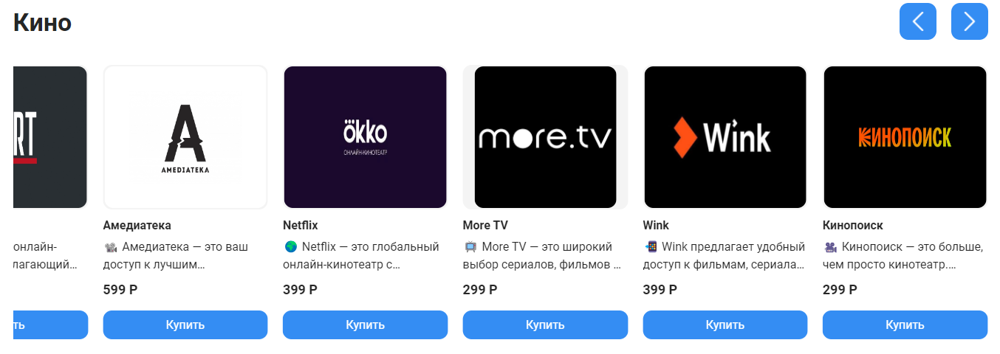 Кино
RT
АМЕДИАТЕКА
ökko
ОНЛАЙН-КИНОТЕАТР
more.tv
Wink
КИНОПОИСК
онлайн-
лагающий...
ть
Амедиатека
Амедиатека — это ваш
доступ к лучшим...
599 Р
Купить
Netflix
Netflix — это глобальный
онлайн-кинотеатр с...
399 Р
Купить
More TV
More TV — это широкий
выбор сериалов, фильмов ...
299 Р
Купить
Wink
Wink предлагает удобный
доступ к фильмам, сериала...
399 Р
Купить
Кинопоиск
Кинопоиск — это больше,
чем просто кинотеатр....
299 Р
Купить